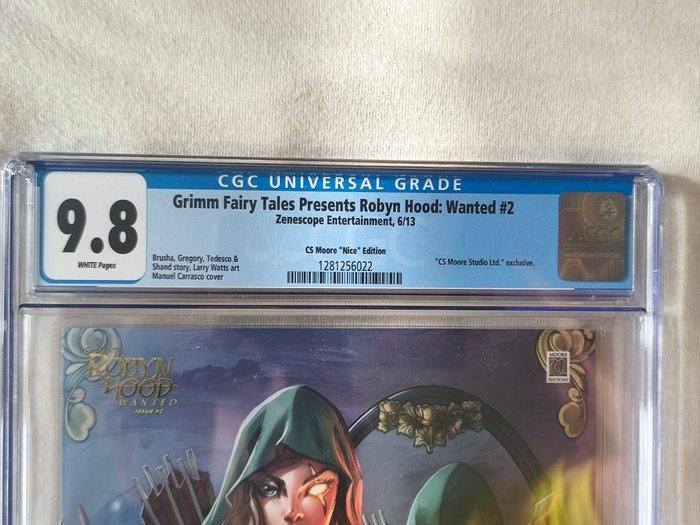 CGC UNIVERSAL GRADE
9.8
WHITE Pages
Grimm Fairy Tales Presents Robyn Hood: Wanted #2
Zenescope Entertainment, 6/13
CS Moore "Nice" Edition
1281256022
Brusha, Gregory, Tedesco &
Shand story, Larry Watts art
Manuel Carrasco cover
"CS Moore Studio Ltd." exclusive.
ROBYN
HOOD
WANTED
MOORE
EDITIONS